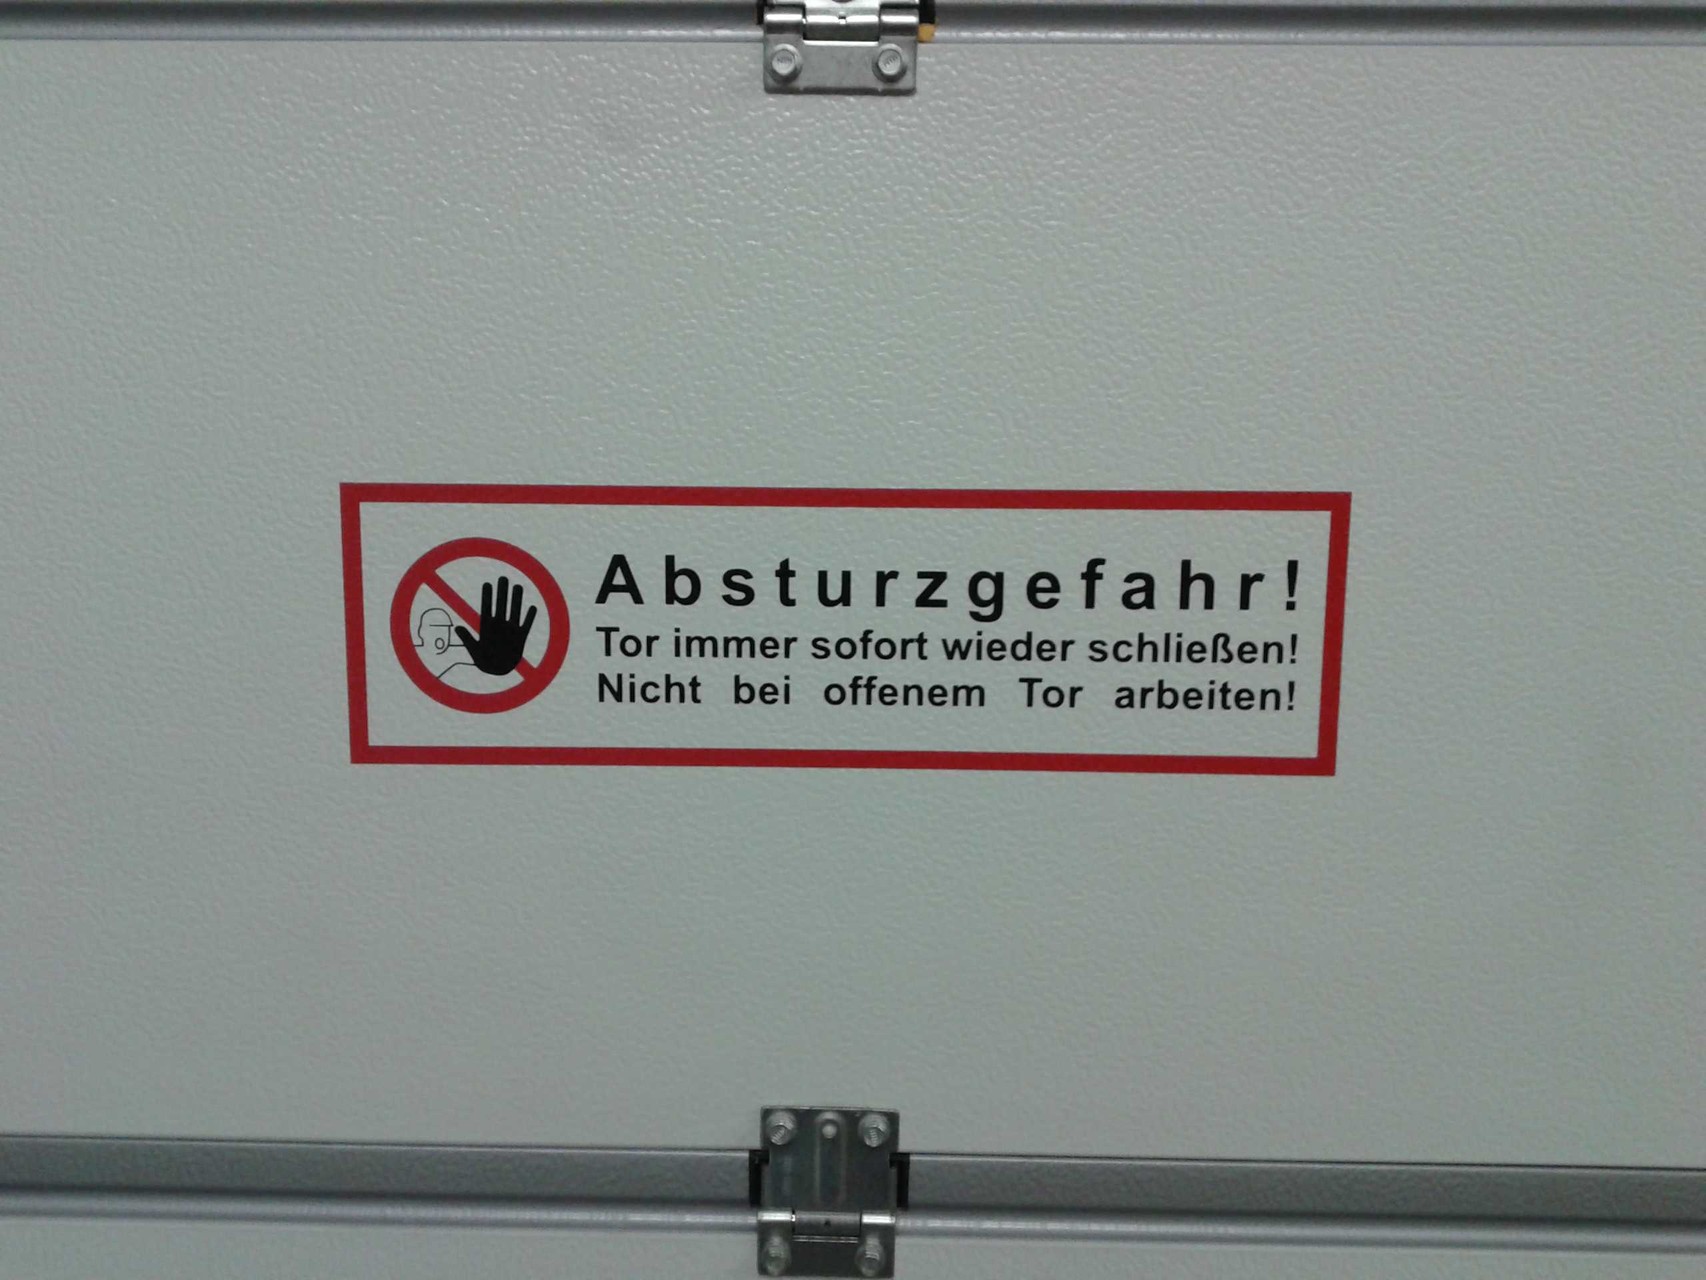 Absturzgefahr!
Tor immer sofort wieder schließen!
Nicht bei offenem Tor arbeiten!